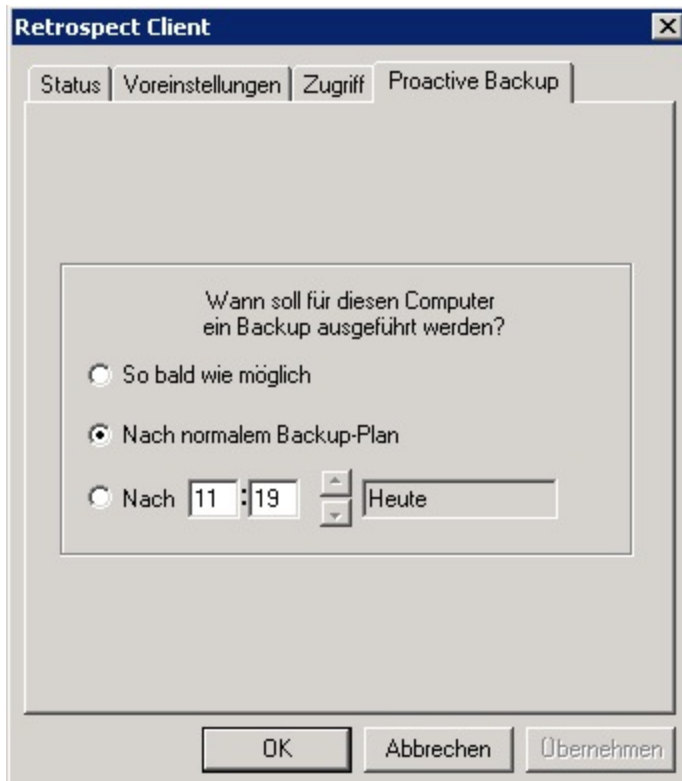 Retrospect Client
Status Voreinstellungen Zugriff Proactive Backup
Wann soll für diesen Computer
ein Backup ausgeführt werden?
So bald wie möglich
Nach normalem Backup-Plan
Nach 11:19 Heute
OK Abbrechen Übernehmen